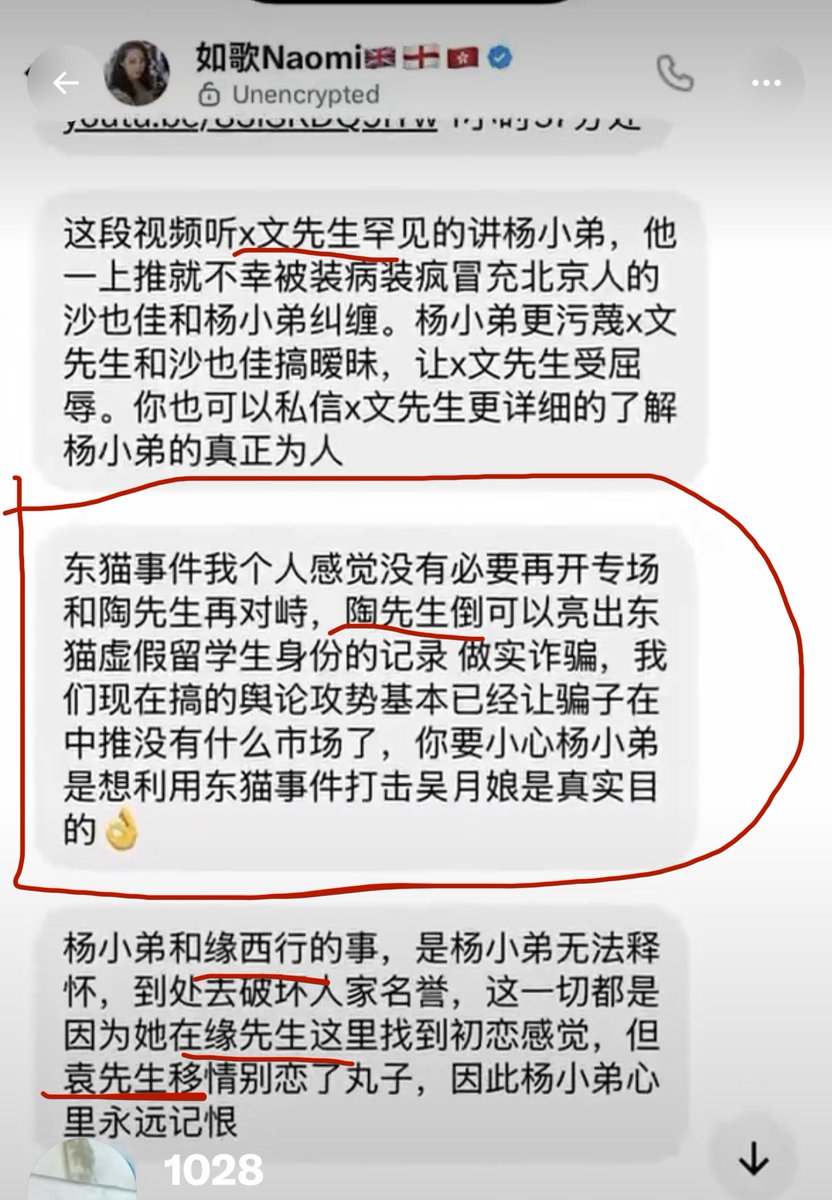 如歌Naomi🇬🇧🏴󠁧󠁢󠁥󠁮󠁧󠁿🇭🇰
Unencrypted
这段视频听x文先生罕见的讲杨小弟，他
一上推就不幸被装病装疯冒充北京人的
沙也佳和杨小弟纠缠。杨小弟更污蔑x文
先生和沙也佳搞暧昧，让x文先生受屈
辱。你也可以私信x文先生更详细的了解
杨小弟的真正为人
东猫事件我个人感觉没有必要再开专场
和陶先生再对峙，陶先生倒可以亮出东
猫虚假留学生身份的记录 做实诈骗，我
们现在搞的舆论攻势基本已经让骗子在
中推没有什么市场了，你要小心杨小弟
是想利用东猫事件打击吴月娘是真实目
的👌
杨小弟和缘西行的事，是杨小弟无法释
怀，到处去破坏人家名誉，这一切都是
因为她在缘先生这里找到初恋感觉，但
袁先生移情别恋了丸子，因此杨小弟心
里永远记恨
1028